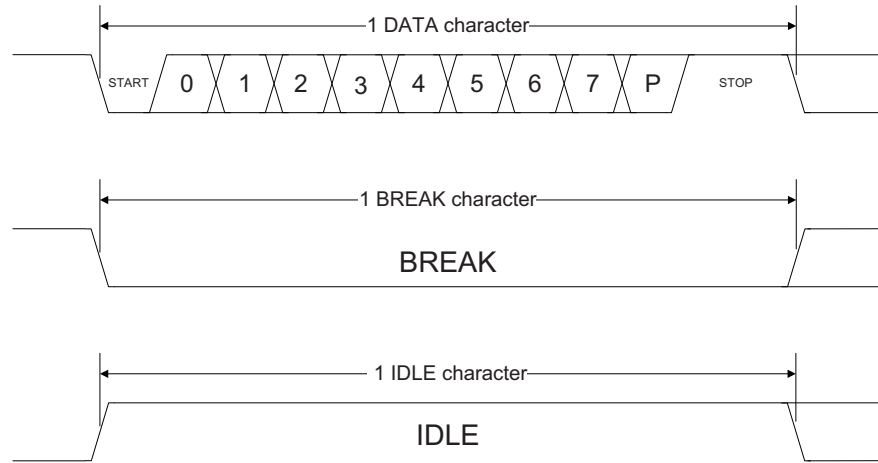 1 DATA character
START 0 1 2 3 4 5 6 7 P STOP
1 BREAK character
BREAK
1 IDLE character
IDLE